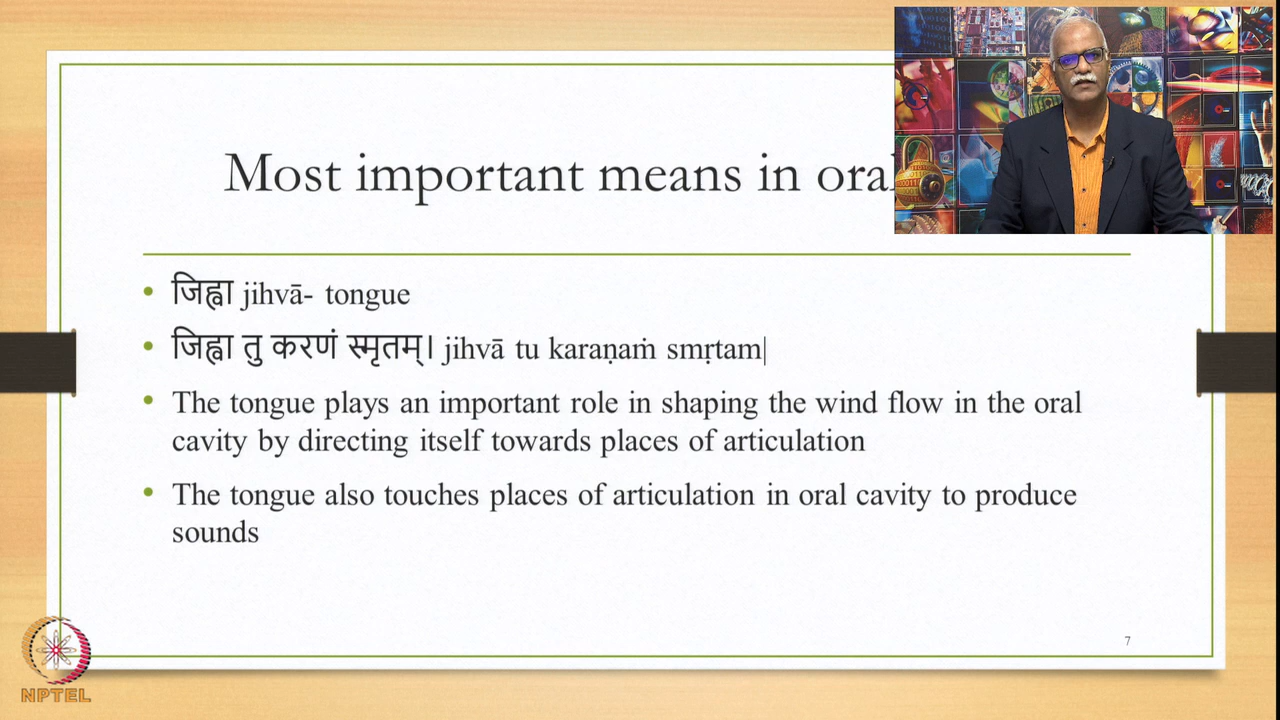 Most important means in oral
• जिह्वा jihvā- tongue
• जिह्वा तु करणं स्मृतम्। jihvā tu karaṇaṁ smṛtam|
• The tongue plays an important role in shaping the wind flow in the oral
cavity by directing itself towards places of articulation
• The tongue also touches places of articulation in oral cavity to produce
sounds
7
NPTEL